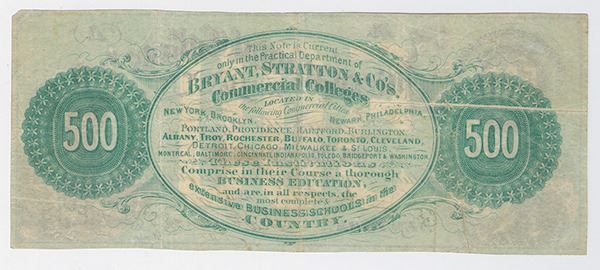 This Note is Current
only in the Practical Department of
BRYANT, STRATTON & CO'S.
Commercial Colleges
LOCATED IN
the following Commercial Cities
NEW YORK, BROOKLYN, NEWARK, PHILADELPHIA,
PORTLAND, PROVIDENCE, HARTFORD, BURLINGTON,
ALBANY, TROY, ROCHESTER, BUFFALO, TORONTO, CLEVELAND,
DETROIT, CHICAGO, MILWAUKEE & ST LOUIS.
MONTREAL, BALTIMORE, CINCINNATI, INDIANAPOLIS, TOLEDO, BRIDGEPORT & WASHINGTON
500
500
These Institutions
Comprise in their Course a thorough
BUSINESS EDUCATION,
and are, in all respects, the
most complete &
extensive BUSINESS SCHOOLS in the
COUNTRY.